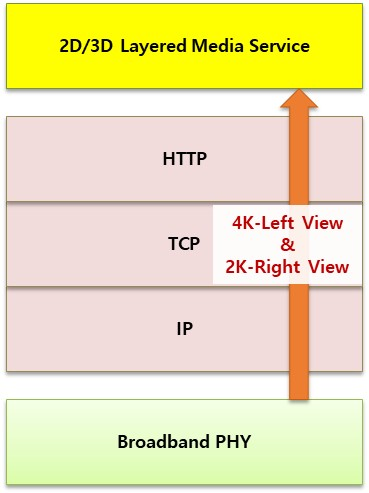 2D/3D Layered Media Service
HTTP
4K-Left View
TCP
&
2K-Right View
IP
Broadband PHY